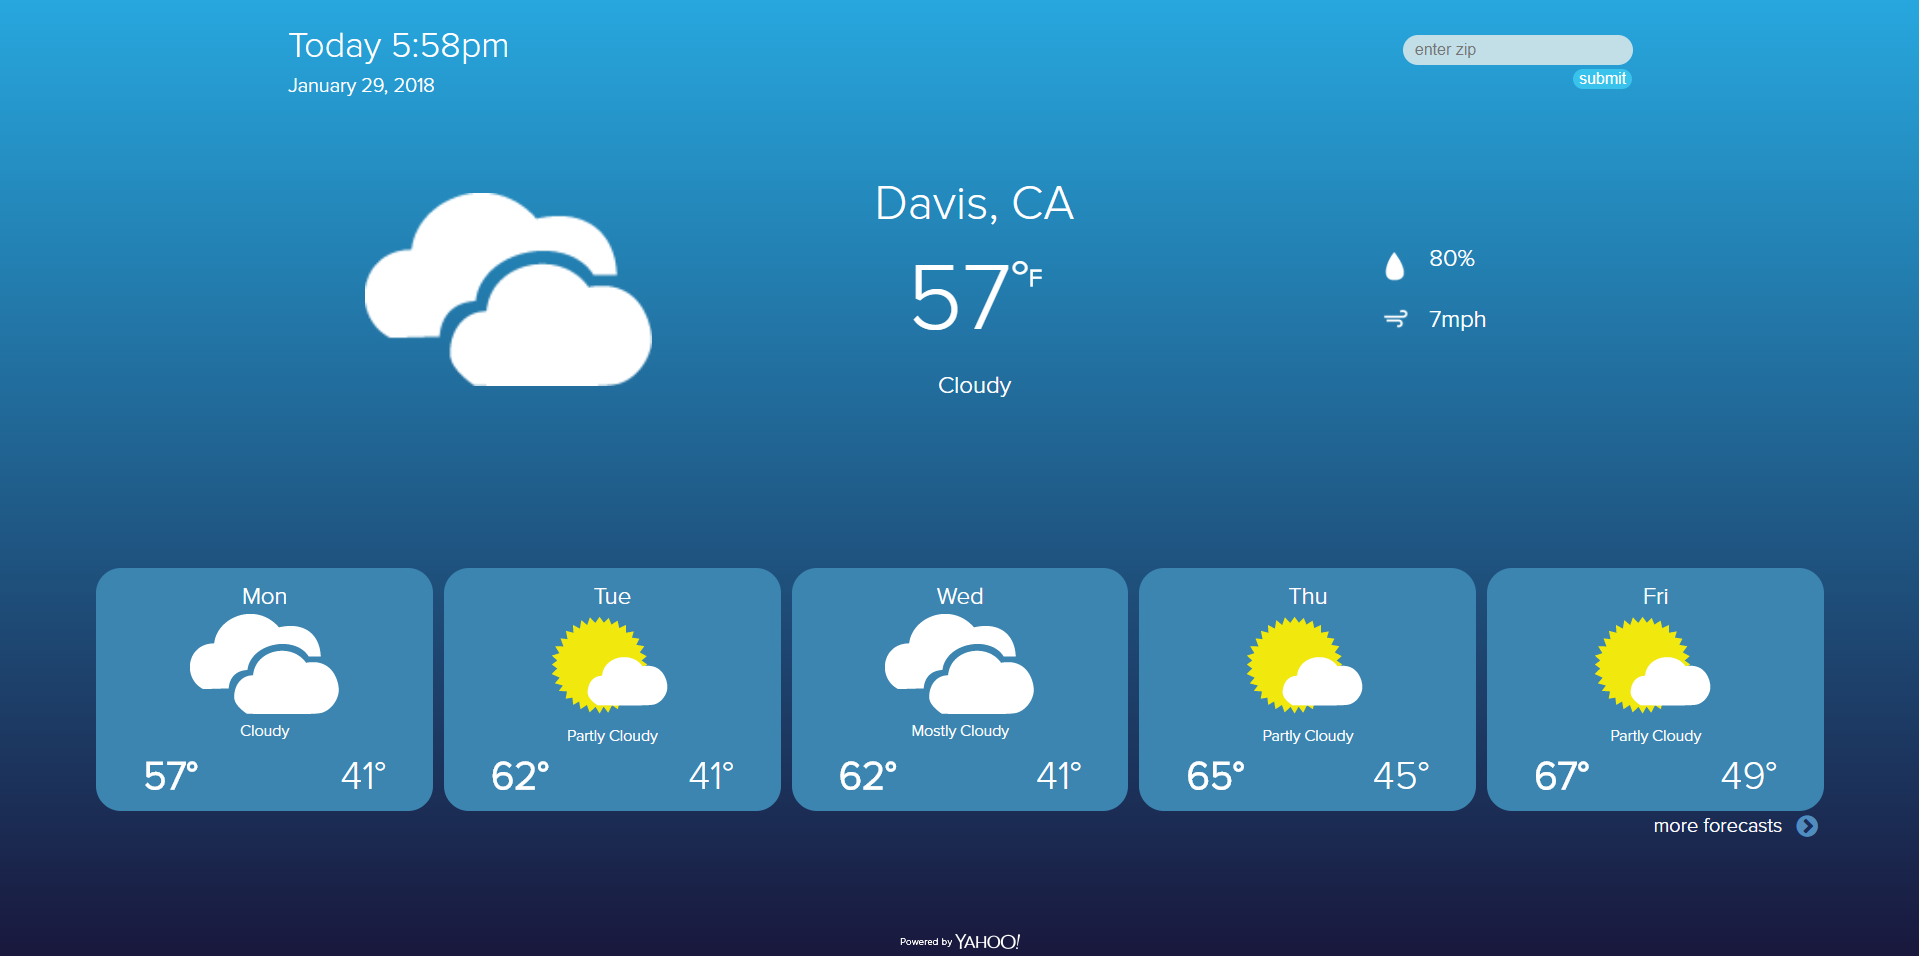 Today 5:58pm
January 29, 2018
enter zip
submit
Davis, CA
57°F
Cloudy
80%
7mph
Mon
Cloudy
57° 41°
Tue
Partly Cloudy
62° 41°
Wed
Mostly Cloudy
62° 41°
Thu
Partly Cloudy
65° 45°
Fri
Partly Cloudy
67° 49°
more forecasts
Powered by YAHOO!